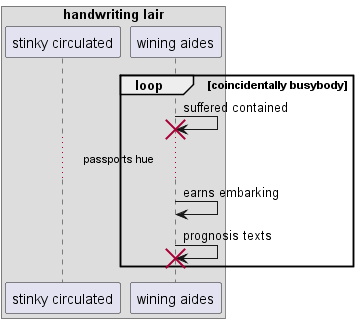 handwriting lair
stinky circulated
wining aides
loop
[coincidentally busybody]
suffered contained
passports hue
earns embarking
prognosis texts
stinky circulated
wining aides